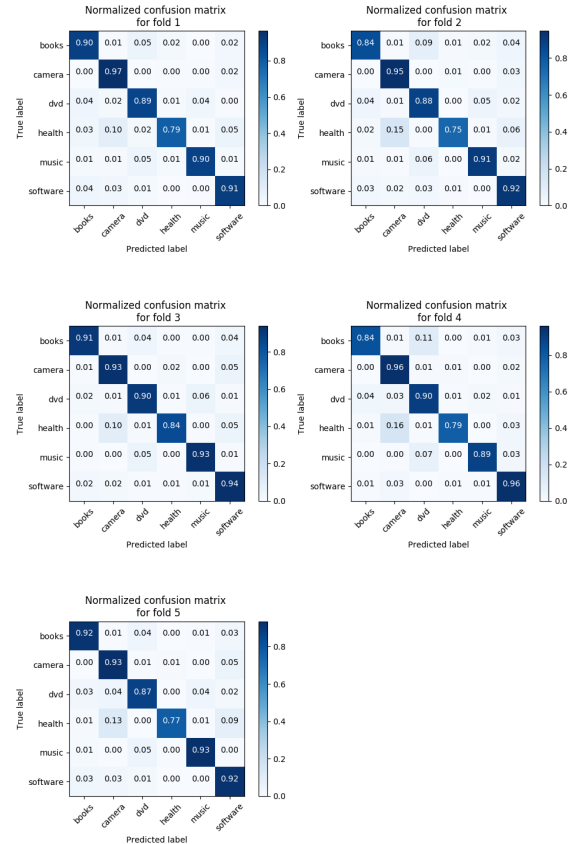 Normalized confusion matrix
for fold 1
books 0.90 0.01 0.05 0.02 0.00 0.02
camera 0.00 0.97 0.00 0.00 0.00 0.02
dvd 0.04 0.02 0.89 0.01 0.04 0.00
health 0.03 0.10 0.02 0.79 0.01 0.05
music 0.01 0.01 0.05 0.01 0.90 0.01
software 0.04 0.03 0.01 0.00 0.00 0.91
books camera dvd health music software
True label
Predicted label
0.8
0.6
0.4
0.2
0.0
Normalized confusion matrix
for fold 2
books 0.84 0.01 0.09 0.02 0.00 0.04
camera 0.00 0.95 0.01 0.01 0.00 0.03
dvd 0.04 0.01 0.88 0.00 0.05 0.02
health 0.02 0.15 0.00 0.75 0.01 0.06
music 0.01 0.01 0.06 0.00 0.91 0.02
software 0.03 0.02 0.03 0.01 0.00 0.92
books camera dvd health music software
True label
Predicted label
0.8
0.6
0.4
0.2
0.0
Normalized confusion matrix
for fold 3
books 0.91 0.01 0.04 0.00 0.00 0.04
camera 0.01 0.93 0.01 0.02 0.00 0.05
dvd 0.02 0.01 0.90 0.01 0.06 0.01
health 0.00 0.10 0.01 0.84 0.00 0.05
music 0.00 0.00 0.05 0.00 0.93 0.01
software 0.02 0.02 0.01 0.01 0.01 0.94
books camera dvd health music software
True label
Predicted label
0.8
0.6
0.4
0.2
0.0
Normalized confusion matrix
for fold 4
books 0.84 0.01 0.11 0.00 0.01 0.03
camera 0.00 0.96 0.01 0.01 0.00 0.02
dvd 0.04 0.03 0.90 0.01 0.02 0.01
health 0.01 0.16 0.01 0.79 0.00 0.03
music 0.00 0.00 0.07 0.00 0.89 0.03
software 0.01 0.03 0.00 0.01 0.01 0.96
books camera dvd health music software
True label
Predicted label
0.8
0.6
0.4
0.2
0.0
Normalized confusion matrix
for fold 5
books 0.92 0.01 0.04 0.00 0.01 0.03
camera 0.00 0.93 0.01 0.01 0.00 0.05
dvd 0.03 0.04 0.87 0.00 0.04 0.02
health 0.01 0.13 0.00 0.77 0.01 0.09
music 0.01 0.00 0.05 0.00 0.93 0.00
software 0.03 0.03 0.01 0.00 0.00 0.92
books camera dvd health music software
True label
Predicted label
0.8
0.6
0.4
0.2
0.0